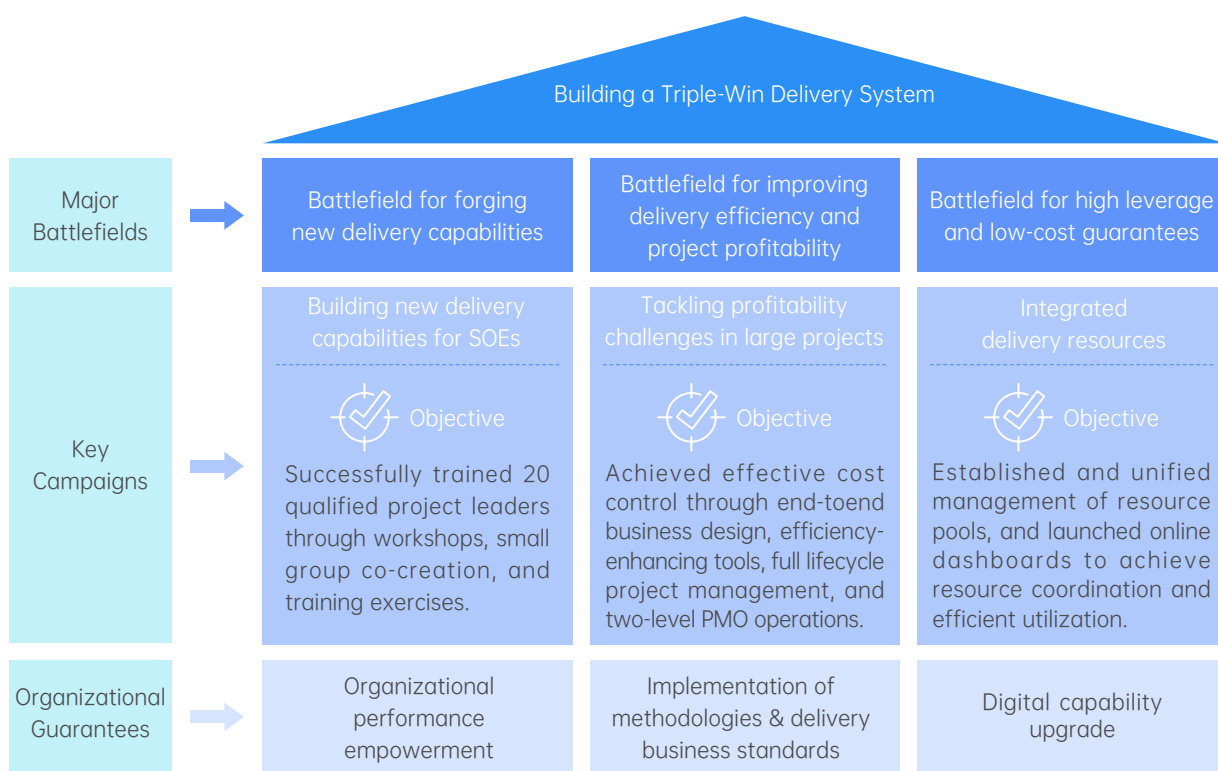 Building a Triple-Win Delivery System
Major
Battlefields
Battlefield for forging
new delivery capabilities
Battlefield for improving
delivery efficiency and
project profitability
Battlefield for high leverage
and low-cost guarantees
Key
Campaigns
Building new delivery
capabilities for SOEs
Objective
Successfully trained 20
qualified project leaders
through workshops, small
group co-creation, and
training exercises.
Tackling profitability
challenges in large projects
Objective
Achieved effective cost
control through end-toend
business design, efficiency-
enhancing tools, full lifecycle
project management, and
two-level PMO operations.
Integrated
delivery resources
Objective
Established and unified
management of resource
pools, and launched online
dashboards to achieve
resource coordination and
efficient utilization.
Organizational
Guarantees
Organizational
performance
empowerment
Implementation of
methodologies & delivery
business standards
Digital capability
upgrade